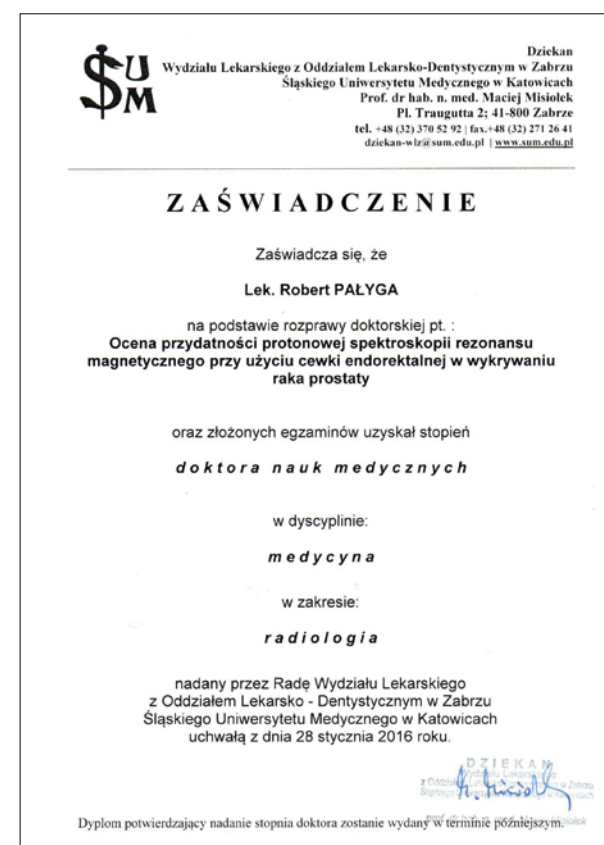 SUM
Dziekan
Wydziału Lekarskiego z Oddziałem Lekarsko-Dentystycznym w Zabrzu
Śląskiego Uniwersytetu Medycznego w Katowicach
Prof. dr hab. n. med. Maciej Misiołek
Pl. Traugutta 2; 41-800 Zabrze
tel. +48 (32) 370 52 92 | fax.+48 (32) 271 26 41
dziekan-wlz@sum.edu.pl | www.sum.edu.pl
ZAŚWIADCZENIE
Zaświadcza się, że
Lek. Robert PAŁYGA
na podstawie rozprawy doktorskiej pt. :
Ocena przydatności protonowej spektroskopii rezonansu
magnetycznego przy użyciu cewki endorektalnej w wykrywaniu
raka prostaty
oraz złożonych egzaminów uzyskał stopień
doktora nauk medycznych
w dyscyplinie:
medycyna
w zakresie:
radiologia
nadany przez Radę Wydziału Lekarskiego
z Oddziałem Lekarsko - Dentystycznym w Zabrzu
Śląskiego Uniwersytetu Medycznego w Katowicach
uchwałą z dnia 28 stycznia 2016 roku.
DZIEKAN
Wydziału Lekarskiego
Dyplom potwierdzający nadanie stopnia doktora zostanie wydany w terminie późniejszym.